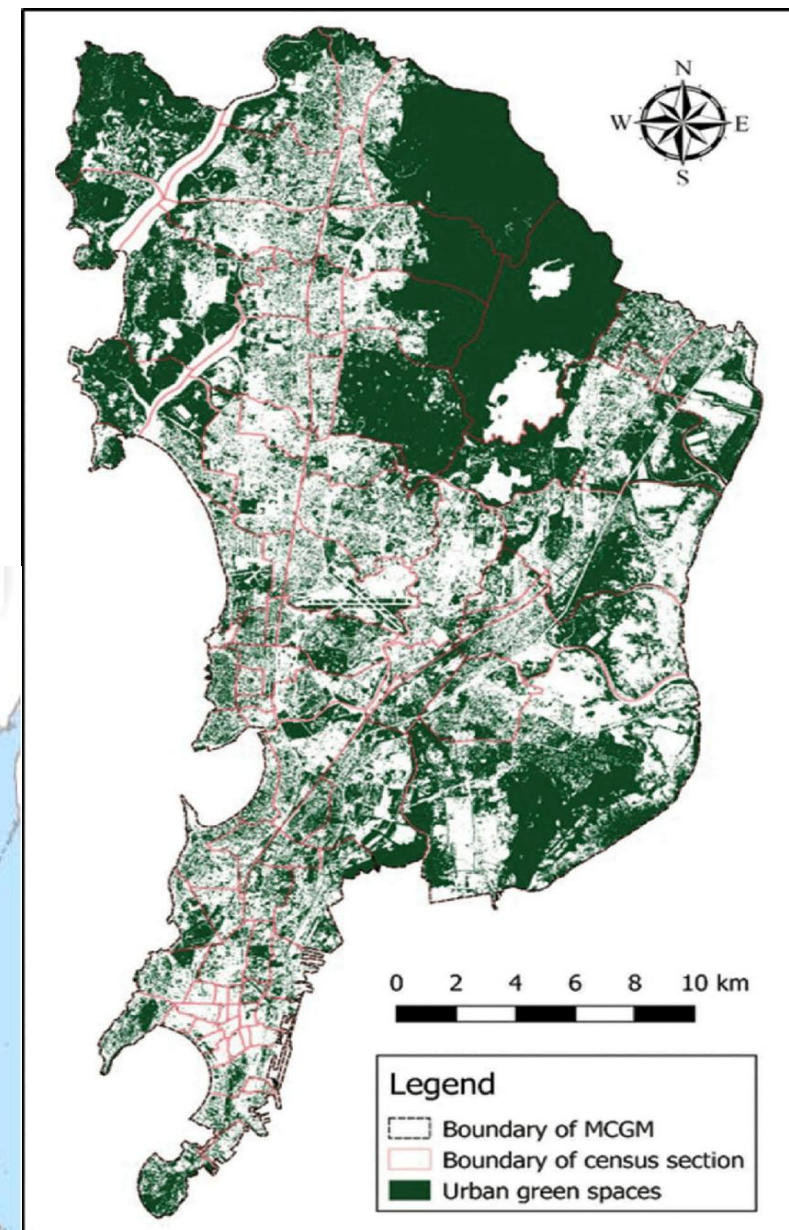 N
W E
S
0 2 4 6 8 10 km
Legend
Boundary of MCGM
Boundary of census section
Urban green spaces